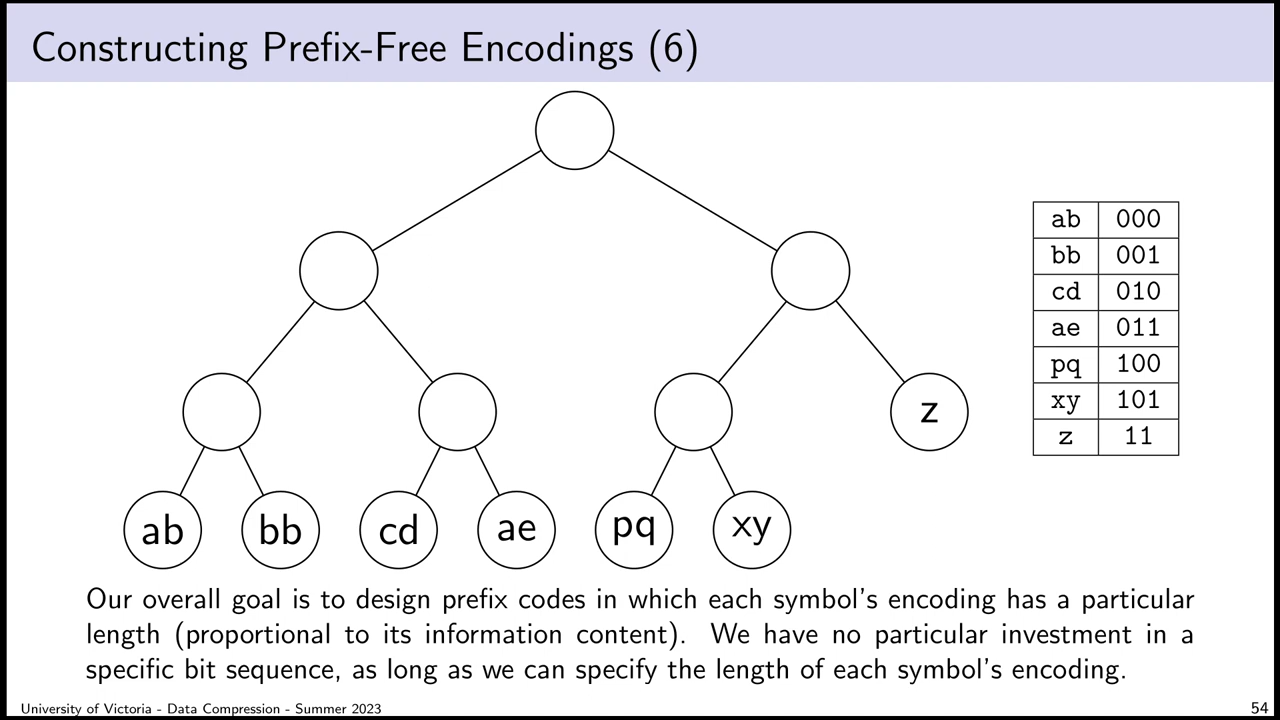 Constructing Prefix-Free Encodings (6)
z
ab bb cd ae pq xy
ab 000
bb 001
cd 010
ae 011
pq 100
xy 101
z 11
Our overall goal is to design prefix codes in which each symbol's encoding has a particular
length (proportional to its information content). We have no particular investment in a
specific bit sequence, as long as we can specify the length of each symbol's encoding.
University of Victoria - Data Compression - Summer 2023
54